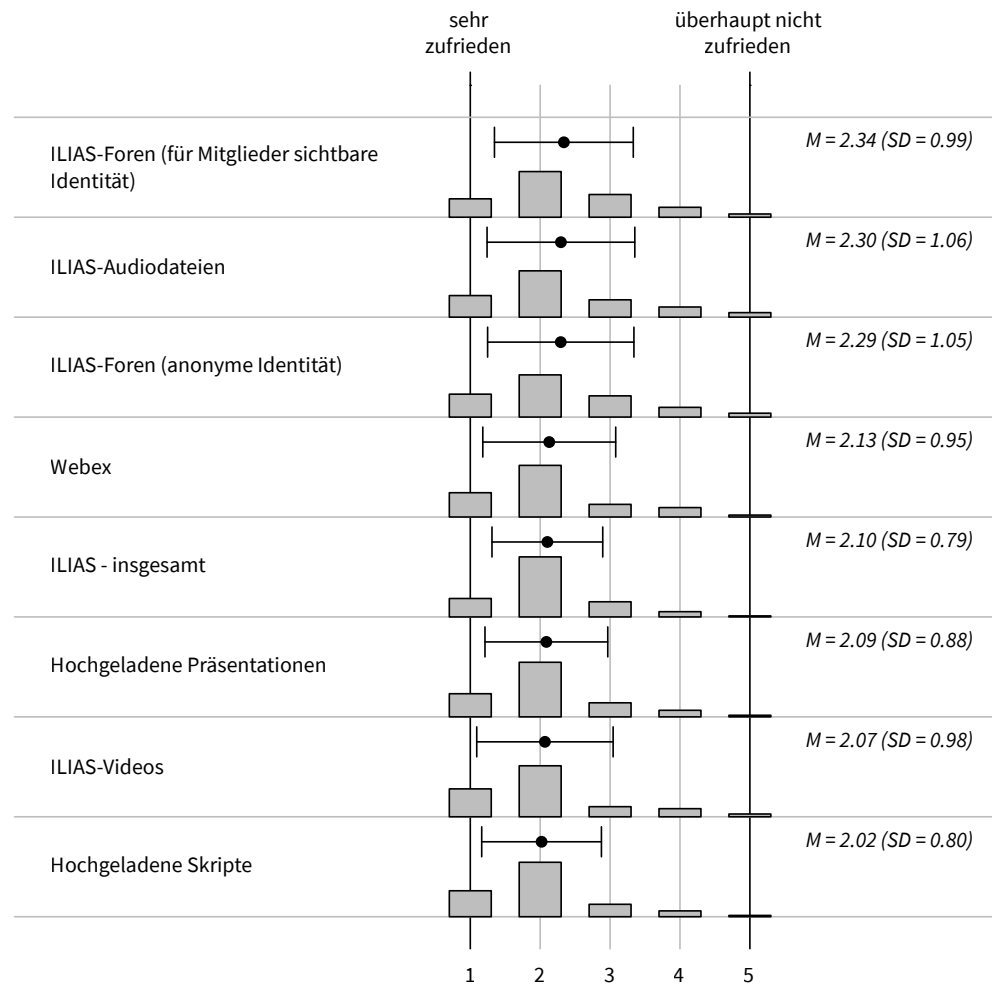 sehr
zufrieden
überhaupt nicht
zufrieden
ILIAS-Foren (für Mitglieder sichtbare
Identität)
M = 2.34 (SD = 0.99)
ILIAS-Audiodateien
M = 2.30 (SD = 1.06)
ILIAS-Foren (anonyme Identität)
M = 2.29 (SD = 1.05)
Webex
M = 2.13 (SD = 0.95)
ILIAS - insgesamt
M = 2.10 (SD = 0.79)
Hochgeladene Präsentationen
M = 2.09 (SD = 0.88)
ILIAS-Videos
M = 2.07 (SD = 0.98)
Hochgeladene Skripte
M = 2.02 (SD = 0.80)
1 2 3 4 5